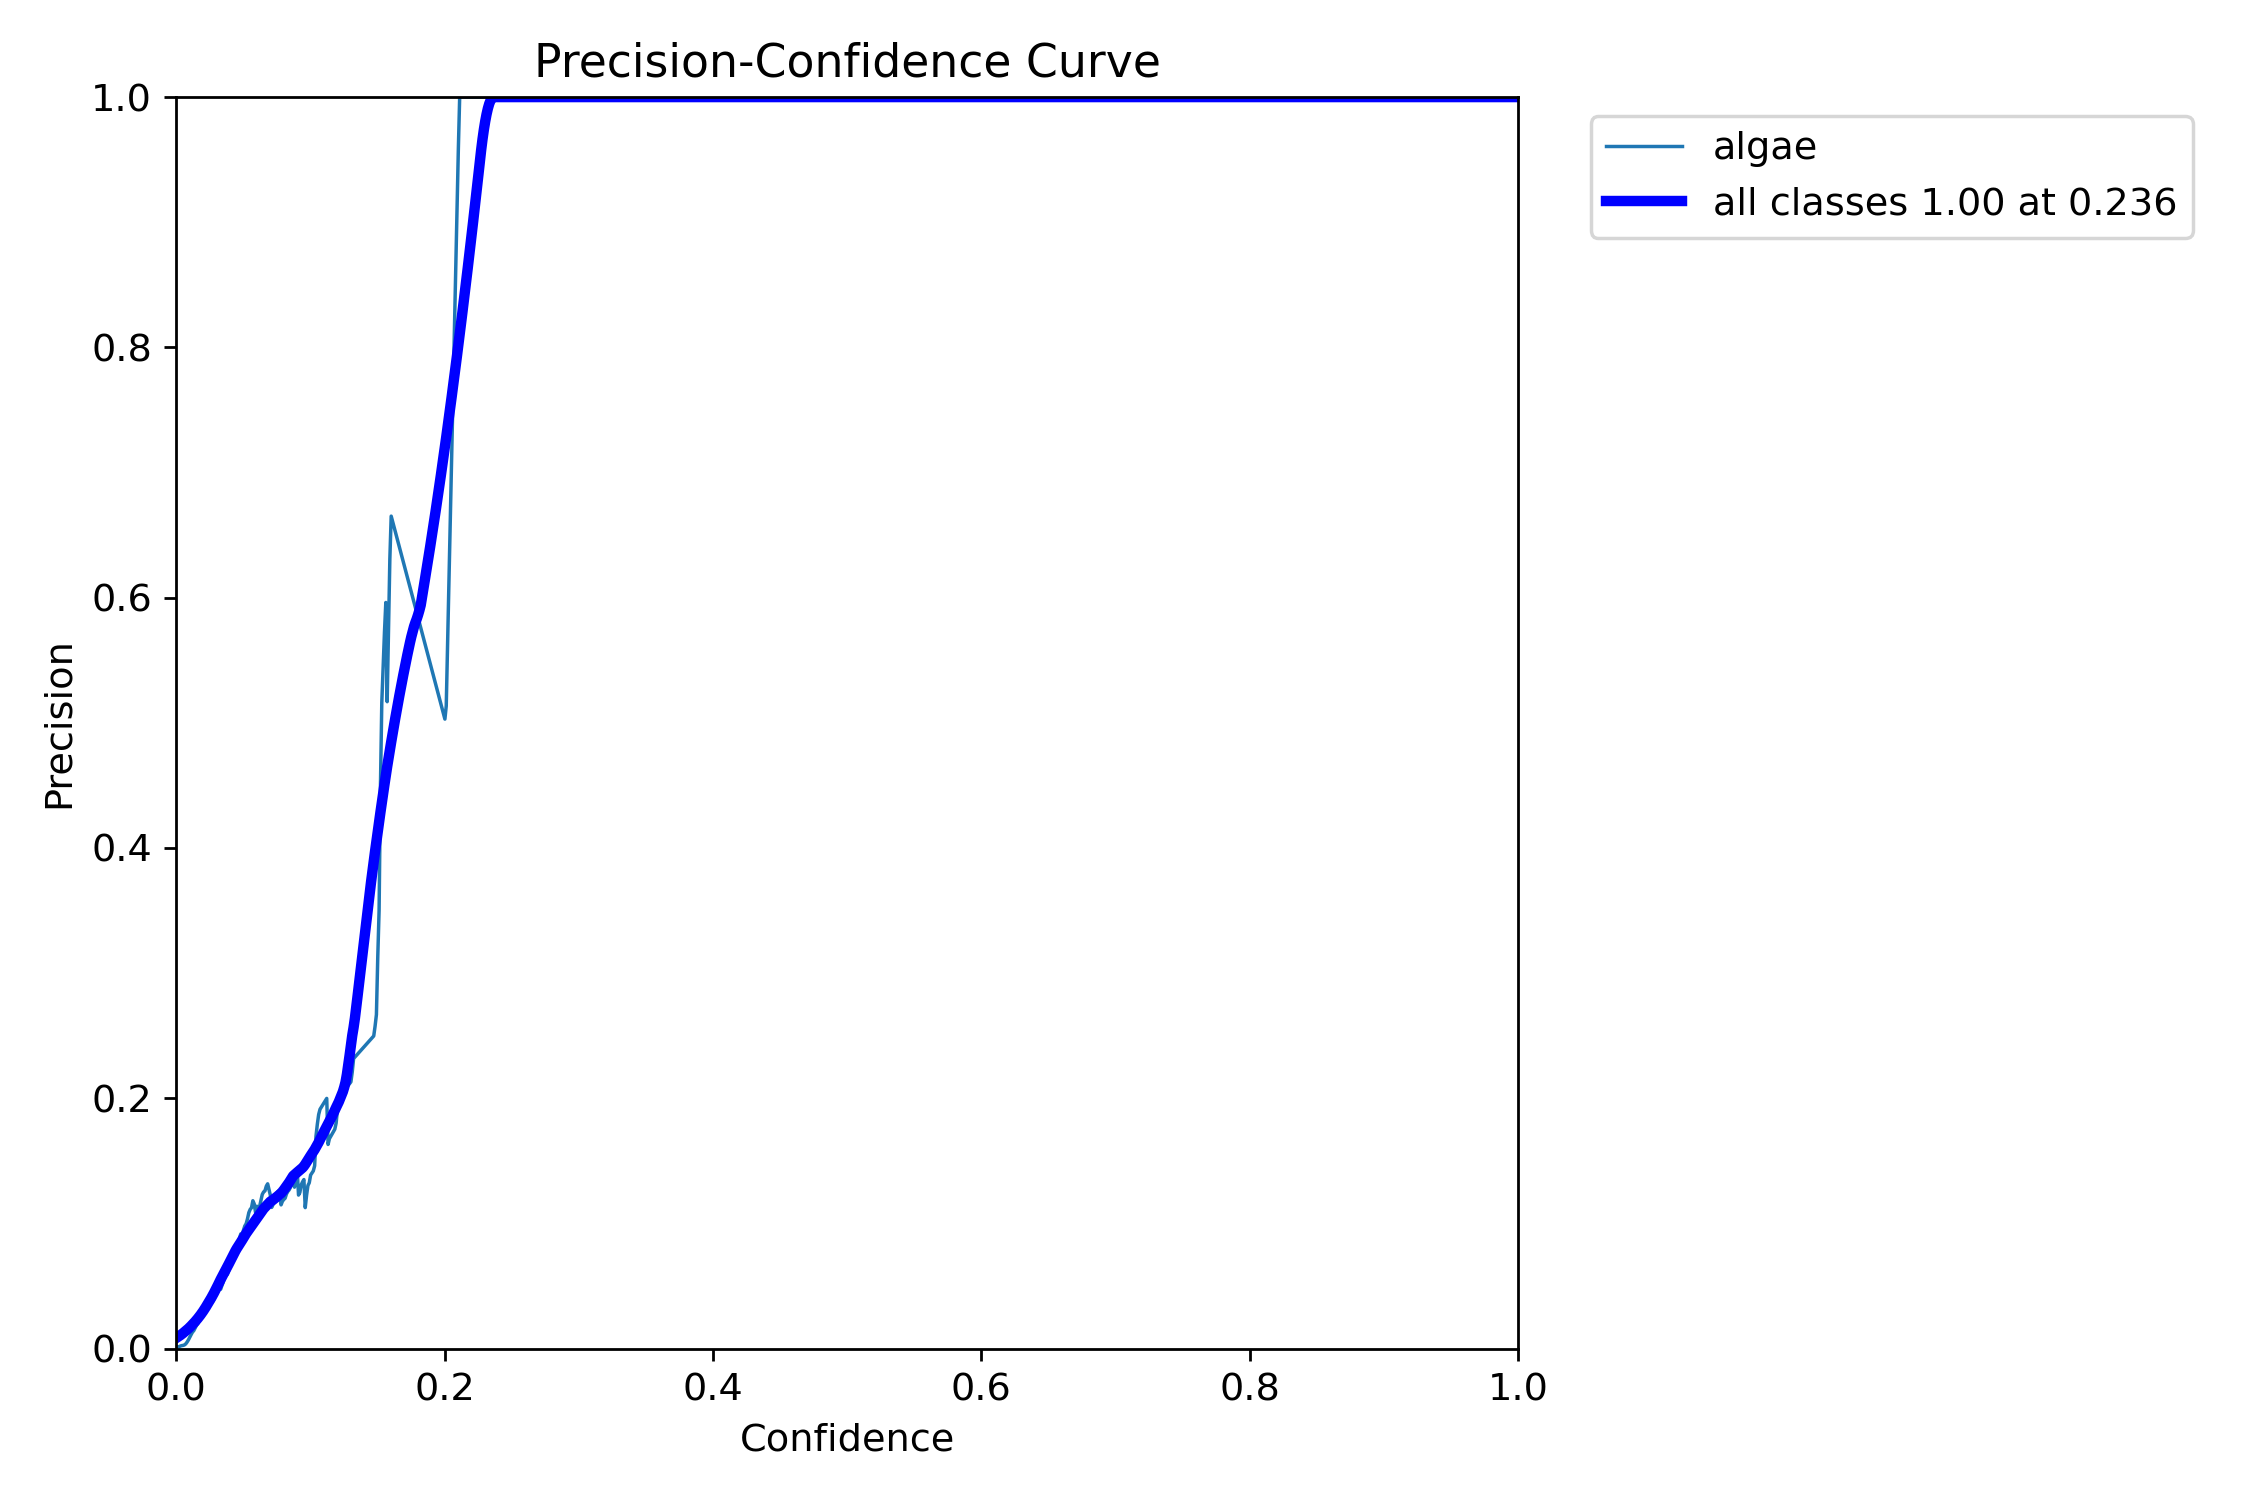 Precision-Confidence Curve
algae
all classes 1.00 at 0.236
1.0
0.8
0.6
0.4
0.2
0.0
Precision
0.0 0.2 0.4 0.6 0.8 1.0
Confidence